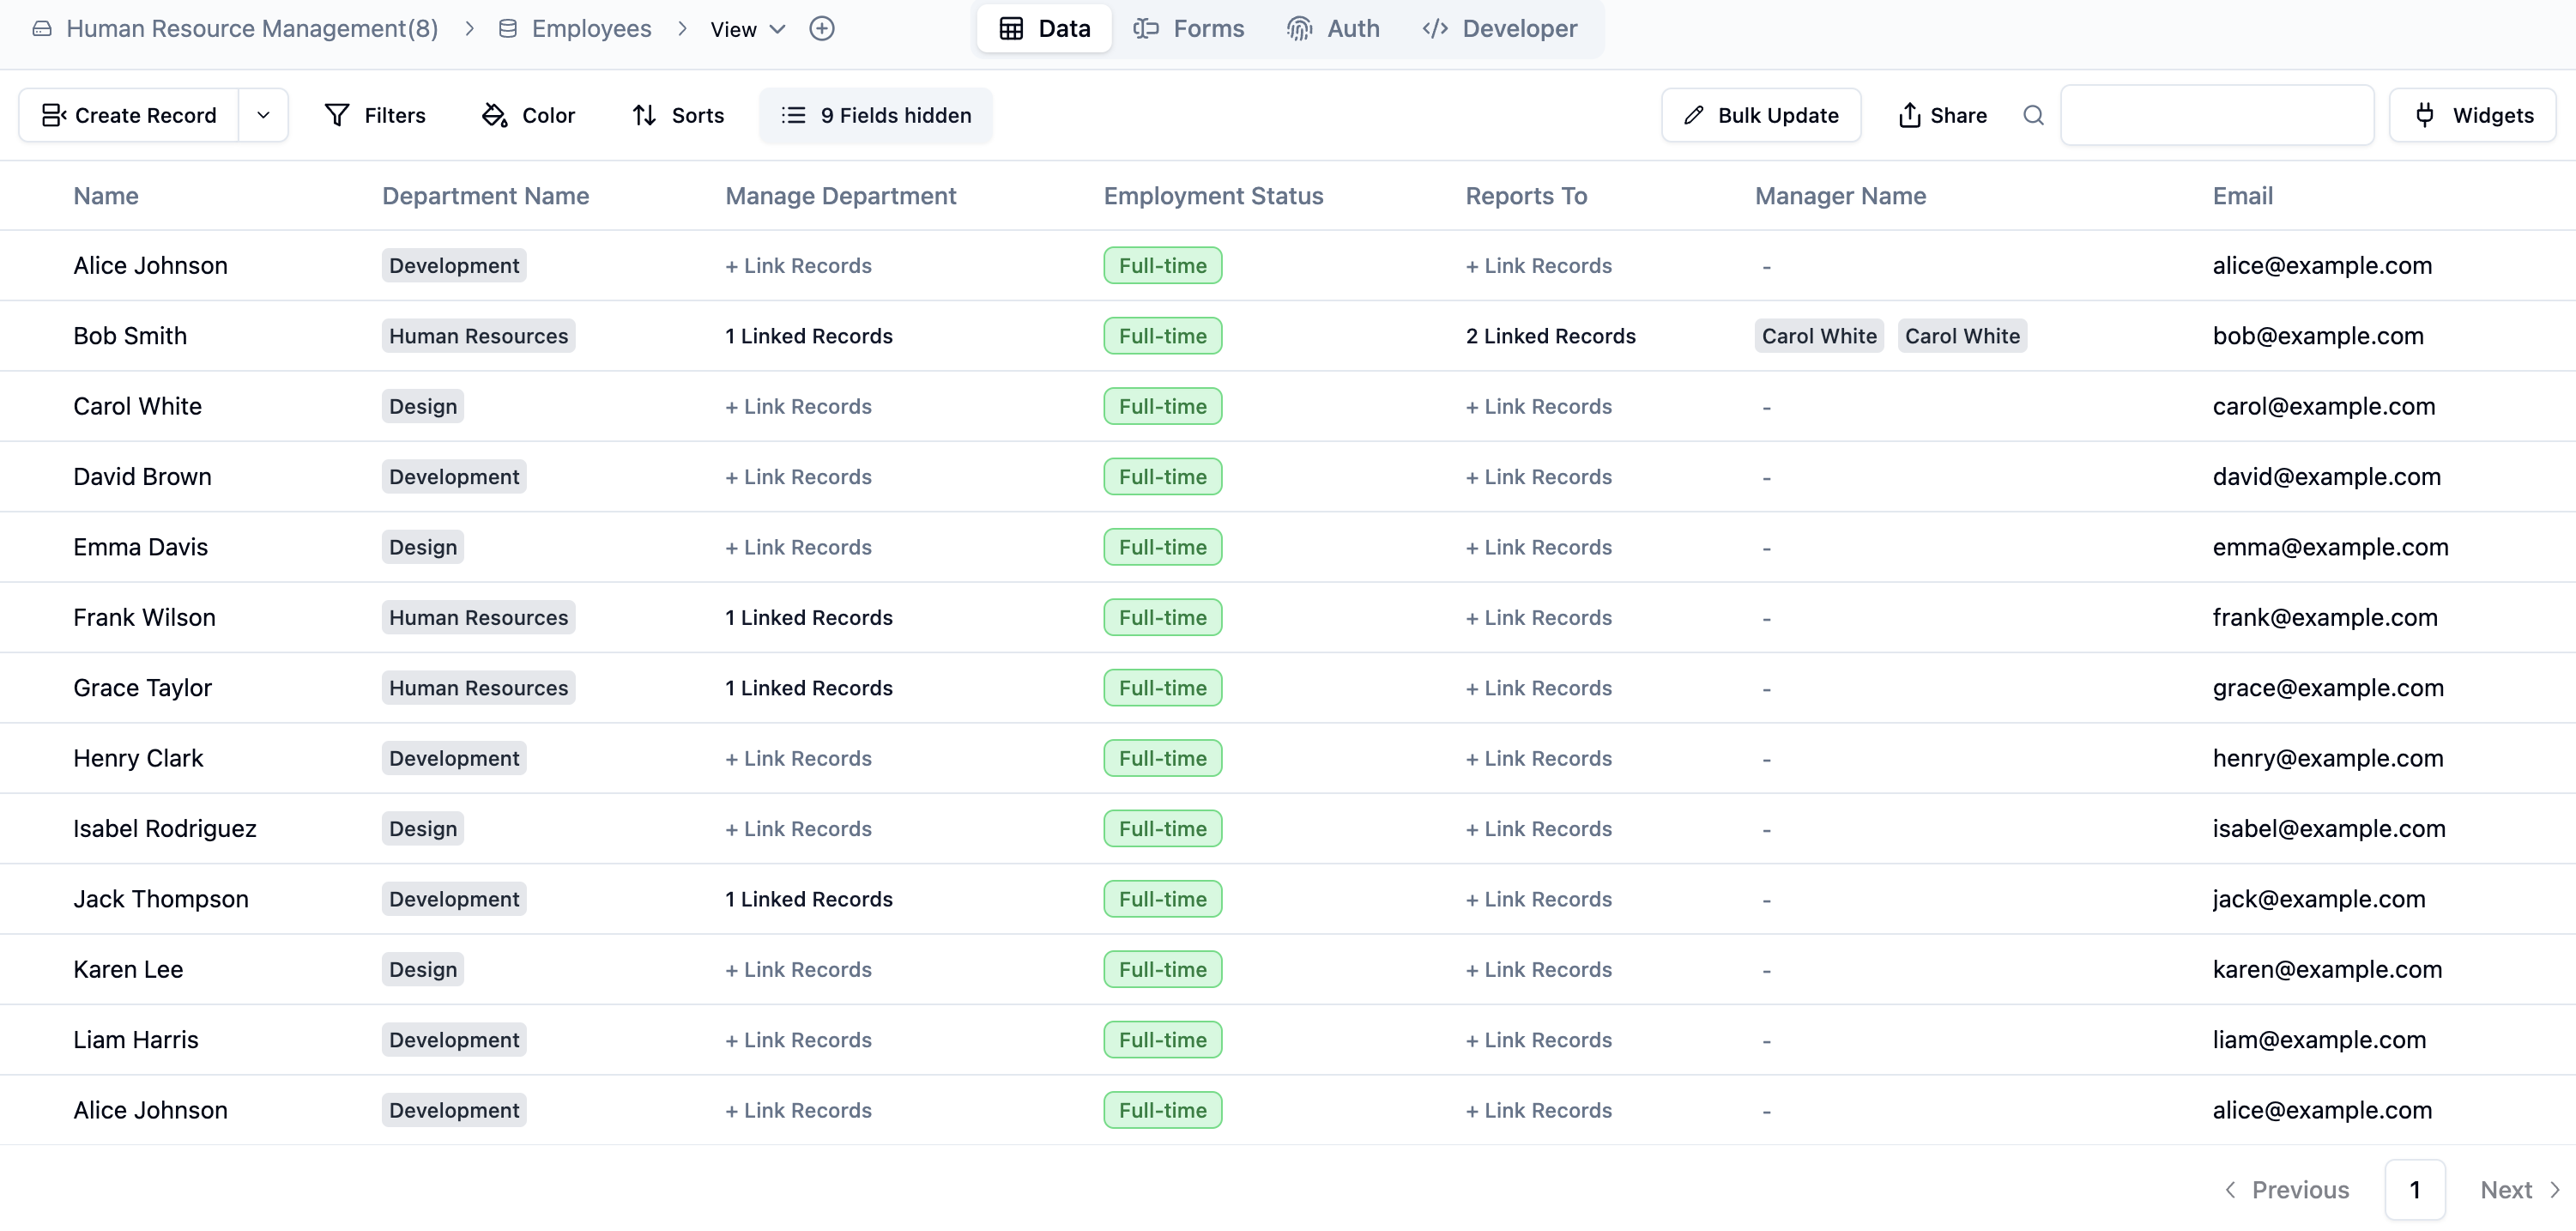 Human Resource Management(8) > Employees > View Data Forms Auth </> Developer
Create Record Filters Color Sorts 9 Fields hidden Bulk Update Share Widgets
Name Department Name Manage Department Employment Status Reports To Manager Name Email
Alice Johnson Development + Link Records Full-time + Link Records - alice@example.com
Bob Smith Human Resources 1 Linked Records Full-time 2 Linked Records Carol White Carol White bob@example.com
Carol White Design + Link Records Full-time + Link Records - carol@example.com
David Brown Development + Link Records Full-time + Link Records - david@example.com
Emma Davis Design + Link Records Full-time + Link Records - emma@example.com
Frank Wilson Human Resources 1 Linked Records Full-time + Link Records - frank@example.com
Grace Taylor Human Resources 1 Linked Records Full-time + Link Records - grace@example.com
Henry Clark Development + Link Records Full-time + Link Records - henry@example.com
Isabel Rodriguez Design + Link Records Full-time + Link Records - isabel@example.com
Jack Thompson Development 1 Linked Records Full-time + Link Records - jack@example.com
Karen Lee Design + Link Records Full-time + Link Records - karen@example.com
Liam Harris Development + Link Records Full-time + Link Records - liam@example.com
Alice Johnson Development + Link Records Full-time + Link Records - alice@example.com
< Previous 1 Next >